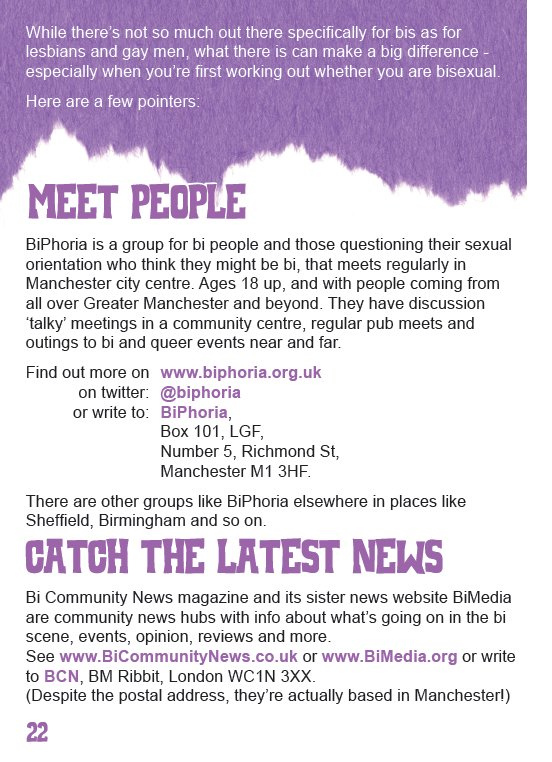 While there’s not so much out there specifically for bis as for
lesbians and gay men, what there is can make a big difference -
especially when you’re first working out whether you are bisexual.
Here are a few pointers:
MEET PEOPLE
BiPhoria is a group for bi people and those questioning their sexual
orientation who think they might be bi, that meets regularly in
Manchester city centre. Ages 18 up, and with people coming from
all over Greater Manchester and beyond. They have discussion
‘talky’ meetings in a community centre, regular pub meets and
outings to bi and queer events near and far.
Find out more on www.biphoria.org.uk
on twitter: @biphoria
or write to: BiPhoria,
Box 101, LGF,
Number 5, Richmond St,
Manchester M1 3HF.
There are other groups like BiPhoria elsewhere in places like
Sheffield, Birmingham and so on.
CATCH THE LATEST NEWS
Bi Community News magazine and its sister news website BiMedia
are community news hubs with info about what’s going on in the bi
scene, events, opinion, reviews and more.
See www.BiCommunityNews.co.uk or www.BiMedia.org or write
to BCN, BM Ribbit, London WC1N 3XX.
(Despite the postal address, they’re actually based in Manchester!)
22